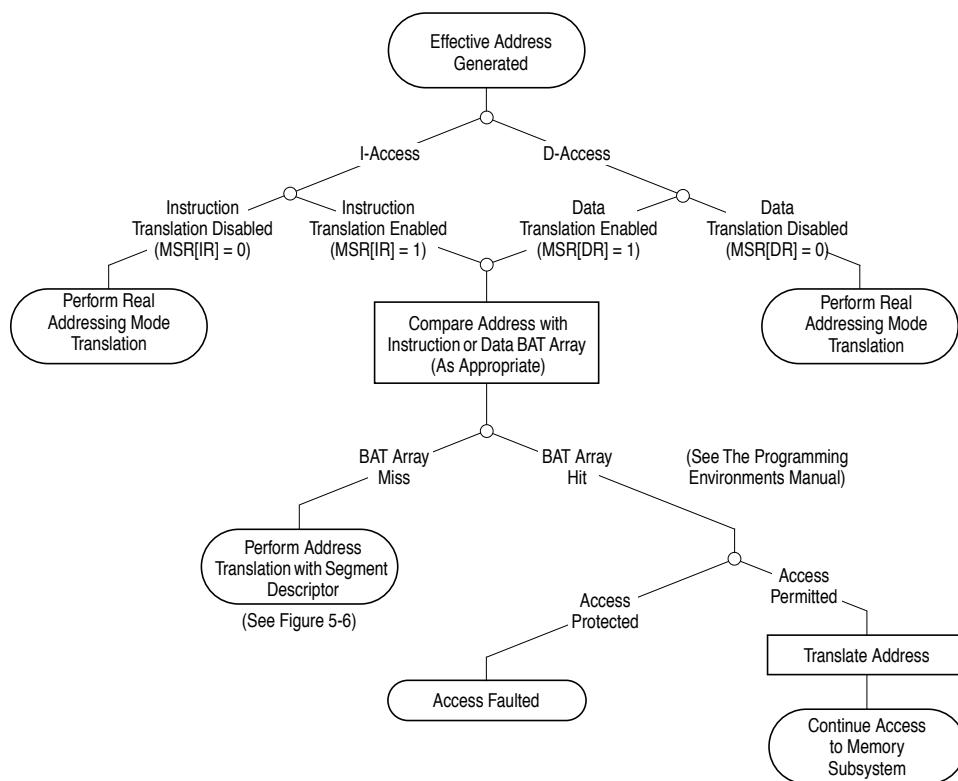 Effective Address
Generated
I-Access
D-Access
Instruction
Translation Disabled
(MSR[IR] = 0)
Instruction
Translation Enabled
(MSR[IR] = 1)
Data
Translation Enabled
(MSR[DR] = 1)
Data
Translation Disabled
(MSR[DR] = 0)
Perform Real
Addressing Mode
Translation
Compare Address with
Instruction or Data BAT Array
(As Appropriate)
Perform Real
Addressing Mode
Translation
BAT Array
Miss
BAT Array
Hit
(See The Programming
Environments Manual)
Perform Address
Translation with Segment
Descriptor
(See Figure 5-6)
Access
Protected
Access
Permitted
Access Faulted
Translate Address
Continue Access
to Memory
Subsystem